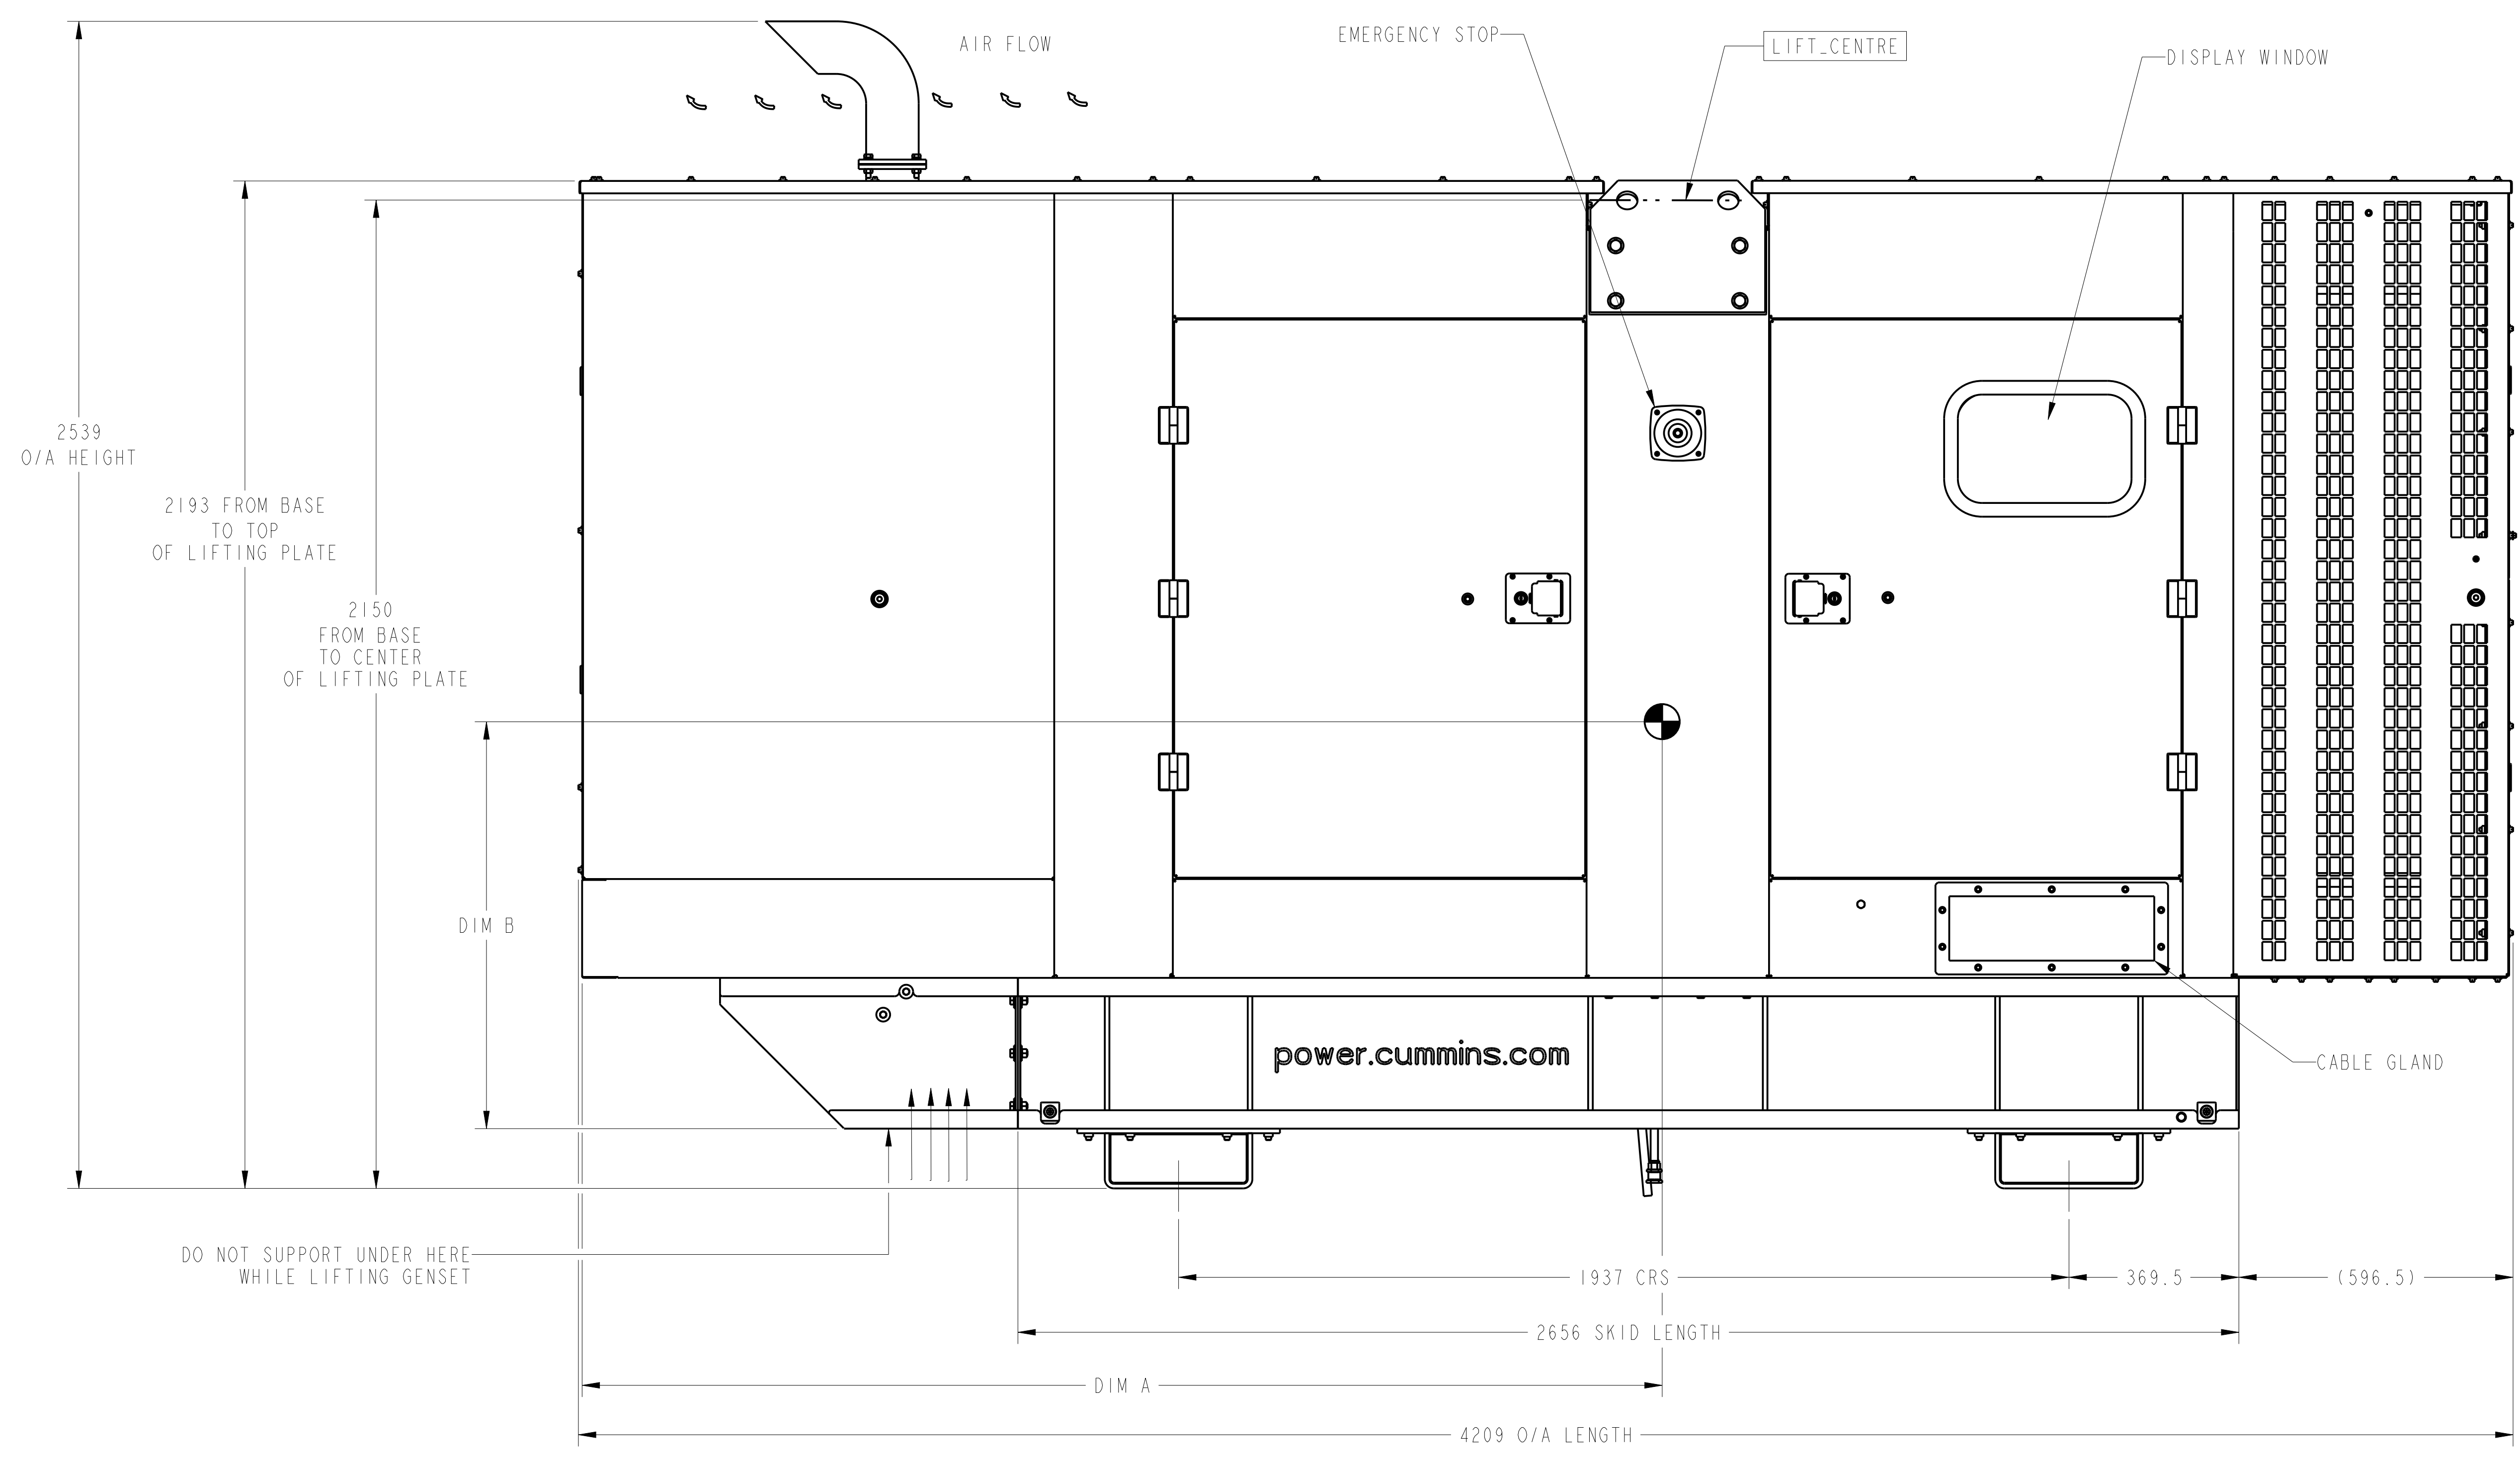 AIR FLOW
EMERGENCY STOP
LIFT_CENTRE
DISPLAY WINDOW
2539
O/A HEIGHT
2193 FROM BASE
TO TOP
OF LIFTING PLATE
2150
FROM BASE
TO CENTER
OF LIFTING PLATE
DIM B
power.cummins.com
CABLE GLAND
DO NOT SUPPORT UNDER HERE
WHILE LIFTING GENSET
1937 CRS
369.5
(596.5)
2656 SKID LENGTH
DIM A
4209 O/A LENGTH